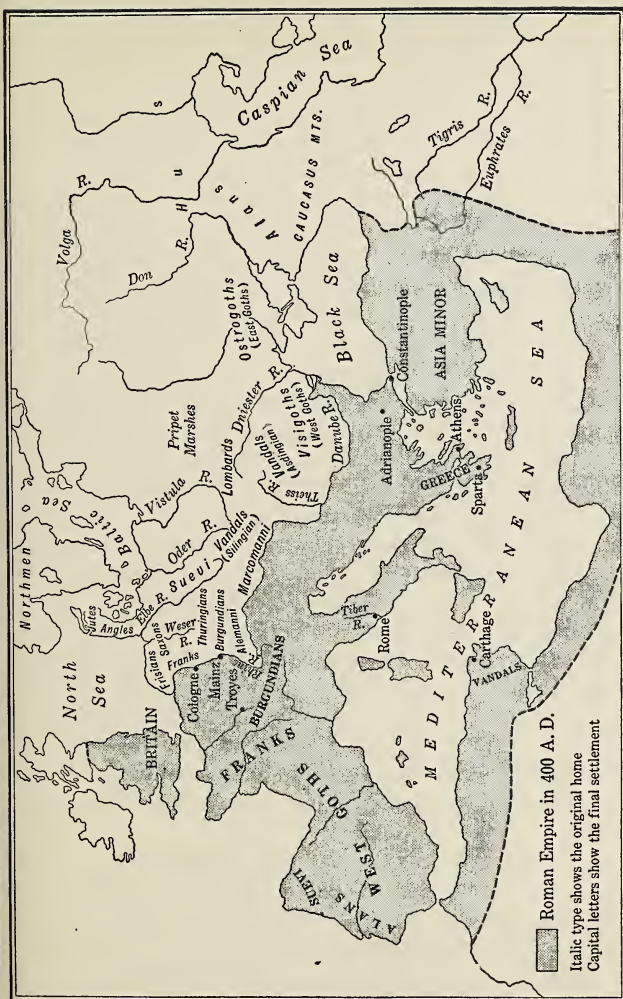 Northmen
North
Sea
Baltic
Sea
Jutes
Angles
Frisians
Saxons
Elbe R.
Weser
R.
Franks
Thuringians
Burgundians
Alemanni
Rhine
R.
Suevi
Oder R.
Vistula R.
Vandals
(Silingian)
Marcomanni
Lombards
Pripet
Marshes
Dniester R.
Vandals
(Asdingian)
Theiss R.
Visigoths
(West Goths)
Danube R.
Ostrogoths
(East Goths)
Volga R.
Don R.
Huns
Alans
Caspian Sea
CAUCASUS MTS.
Black Sea
Tigris R.
Euphrates R.
BRITAIN
Cologne
Mainz
Troyes
BURGUNDIANS
FRANKS
WEST GOTHS
SUEVI
ALANS
Tiber
R.
Rome
Adrianople
Constantinople
ASIA MINOR
GREECE
Athens
Sparta
MEDITERRANEAN SEA
Carthage
VANDALS
Roman Empire in 400 A. D.
Italic type shows the original home
Capital letters show the final settlement